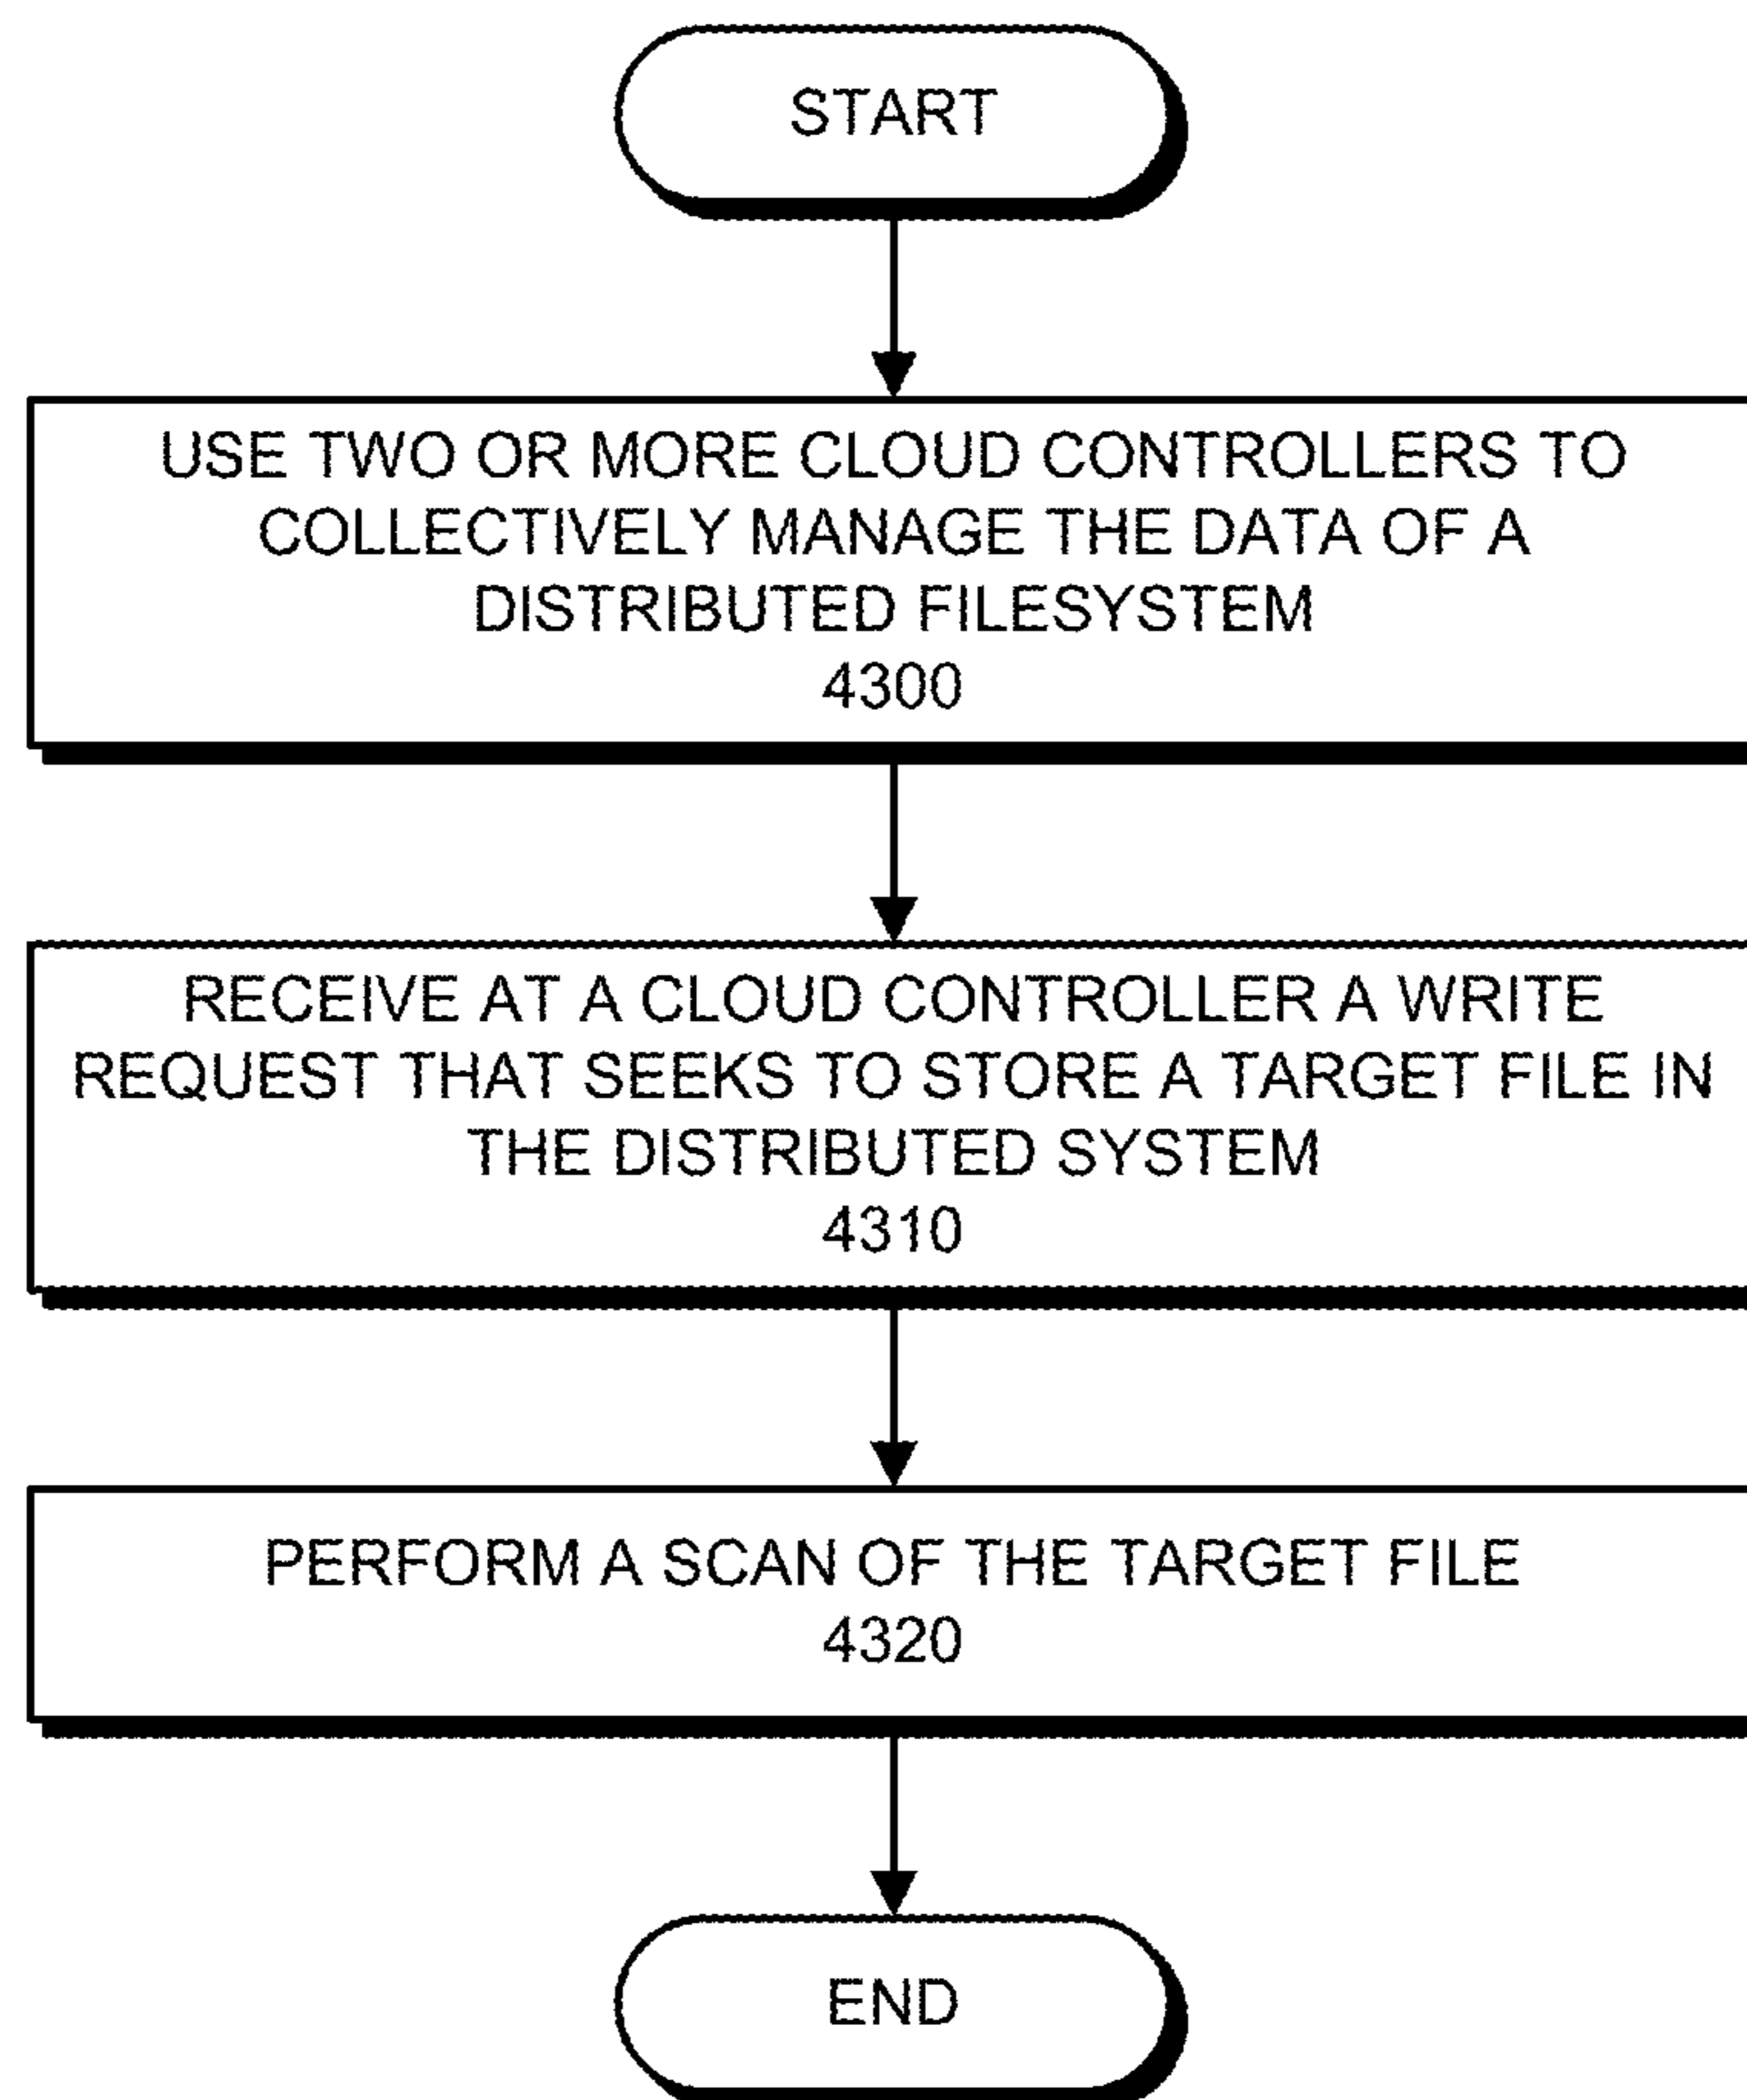 START
USE TWO OR MORE CLOUD CONTROLLERS TO
COLLECTIVELY MANAGE THE DATA OF A
DISTRIBUTED FILESYSTEM
4300
RECEIVE AT A CLOUD CONTROLLER A WRITE
REQUEST THAT SEEKS TO STORE A TARGET FILE IN
THE DISTRIBUTED SYSTEM
4310
PERFORM A SCAN OF THE TARGET FILE
4320
END